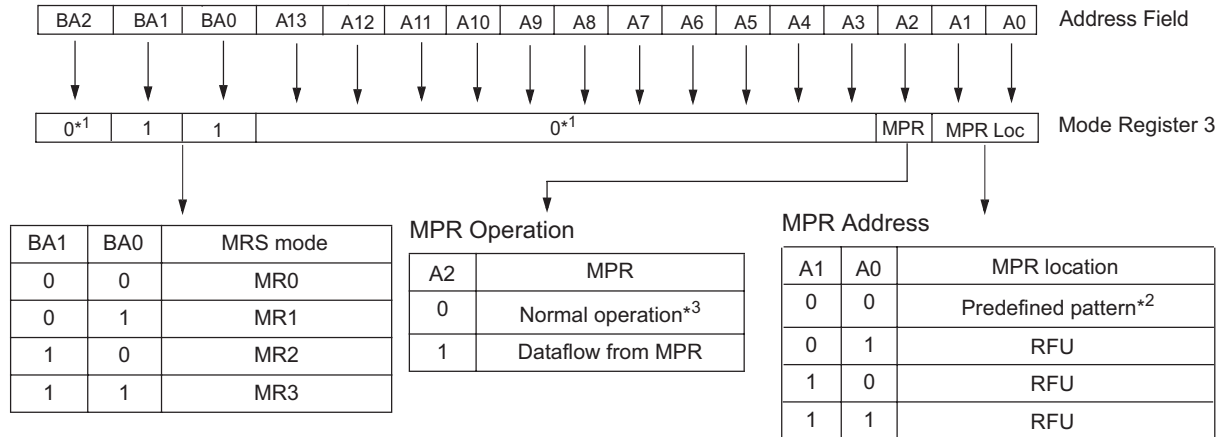 BA2 BA1 BA0 A13 A12 A11 A10 A9 A8 A7 A6 A5 A4 A3 A2 A1 A0 Address Field
0*1 1 1 0*1 MPR MPR Loc Mode Register 3
BA1 BA0 MRS mode
0 0 MR0
0 1 MR1
1 0 MR2
1 1 MR3
MPR Operation
A2 MPR
0 Normal operation*3
1 Dataflow from MPR
MPR Address
A1 A0 MPR location
0 0 Predefined pattern*2
0 1 RFU
1 0 RFU
1 1 RFU